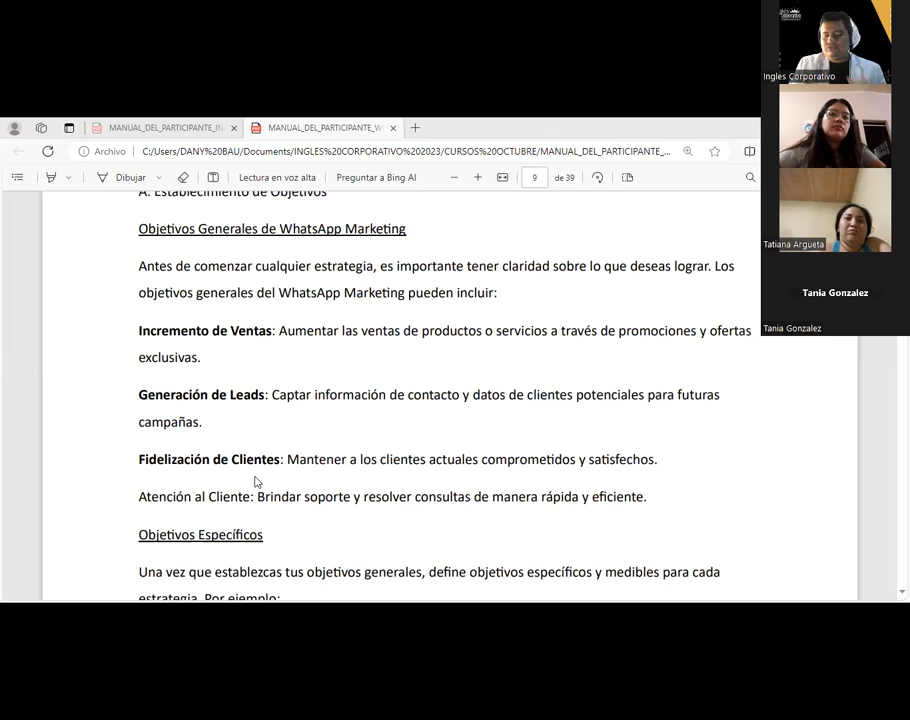 Ingles Corporativo
MANUAL_DEL_PARTICIPANTE_IN
MANUAL_DEL_PARTICIPANTE_W
Archivo
C:/Users/DANY%20BAU/Documents/INGLES%20CORPORATIVO%202023/CURSOS%20OCTUBRE/MANUAL_DEL_PARTICIPANTE_...
Dibujar
Lectura en voz alta
Preguntar a Bing AI
9
de 39
A. Establecimiento de Objetivos
Objetivos Generales de WhatsApp Marketing
Antes de comenzar cualquier estrategia, es importante tener claridad sobre lo que deseas lograr. Los
objetivos generales del WhatsApp Marketing pueden incluir:
Incremento de Ventas: Aumentar las ventas de productos o servicios a través de promociones y ofertas
exclusivas.
Generación de Leads: Captar información de contacto y datos de clientes potenciales para futuras
campañas.
Fidelización de Clientes: Mantener a los clientes actuales comprometidos y satisfechos.
Atención al Cliente: Brindar soporte y resolver consultas de manera rápida y eficiente.
Objetivos Específicos
Una vez que establezcas tus objetivos generales, define objetivos específicos y medibles para cada
estrategia. Por ejemplo:
Tatiana Argueta
Tania Gonzalez
Tania Gonzalez